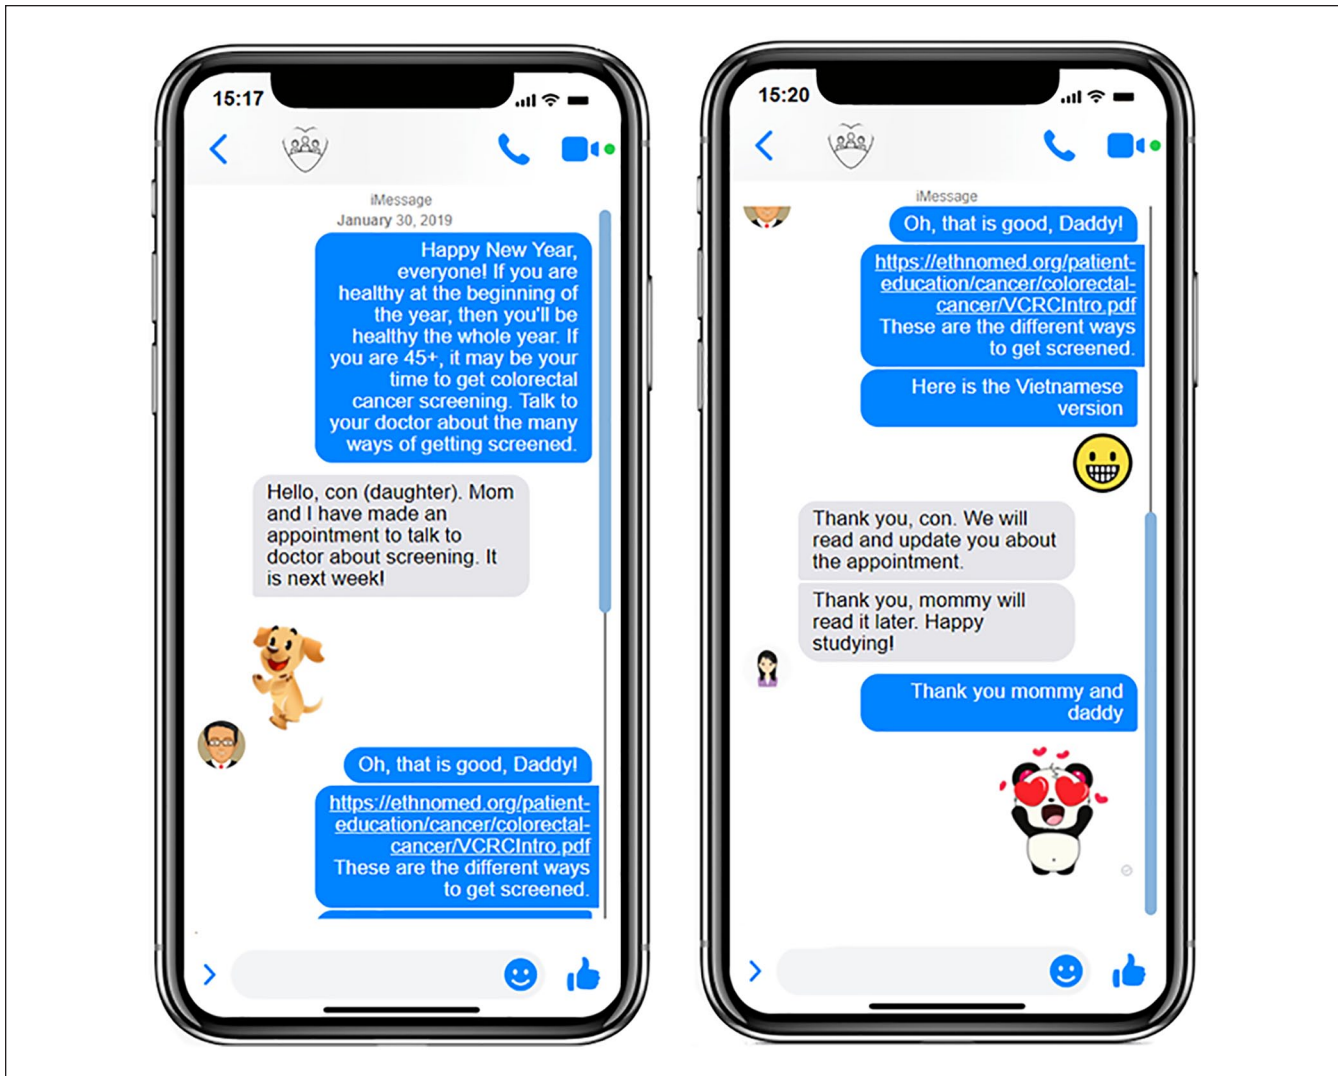 15:17
iMessage
January 30, 2019
Happy New Year,
everyone! If you are
healthy at the beginning of
the year, then you'll be
healthy the whole year. If
you are 45+, it may be your
time to get colorectal
cancer screening. Talk to
your doctor about the many
ways of getting screened.
Hello, con (daughter). Mom
and I have made an
appointment to talk to
doctor about screening. It
is next week!
Oh, that is good, Daddy!
https://ethnomed.org/patient-
education/cancer/colorectal-
cancer/VCRCIntro.pdf
These are the different ways
to get screened.
15:20
iMessage
Oh, that is good, Daddy!
https://ethnomed.org/patient-
education/cancer/colorectal-
cancer/VCRCIntro.pdf
These are the different ways
to get screened.
Here is the Vietnamese
version
Thank you, con. We will
read and update you about
the appointment.
Thank you, mommy will
read it later. Happy
studying!
Thank you mommy and
daddy